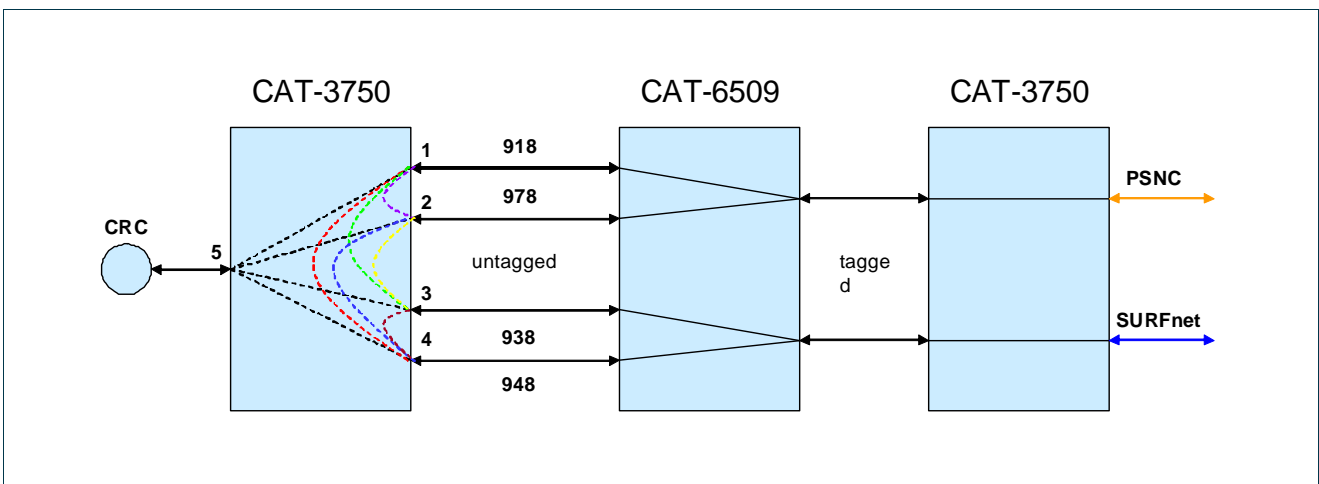 CAT-3750
CAT-6509
CAT-3750
1
918
2
978
PSNC
CRC
5
untagged
tagge
d
3
938
SURFnet
4
948